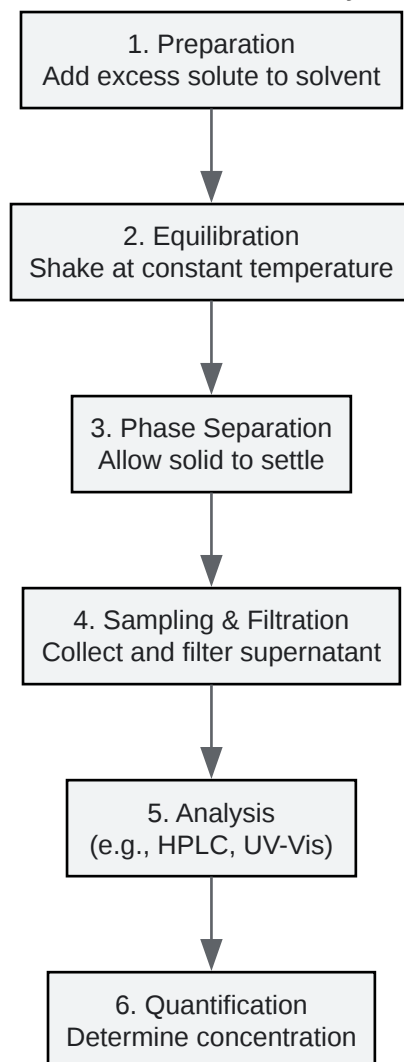 1. Preparation
Add excess solute to solvent
2. Equilibration
Shake at constant temperature
3. Phase Separation
Allow solid to settle
4. Sampling & Filtration
Collect and filter supernatant
5. Analysis
(e.g., HPLC, UV-Vis)
6. Quantification
Determine concentration